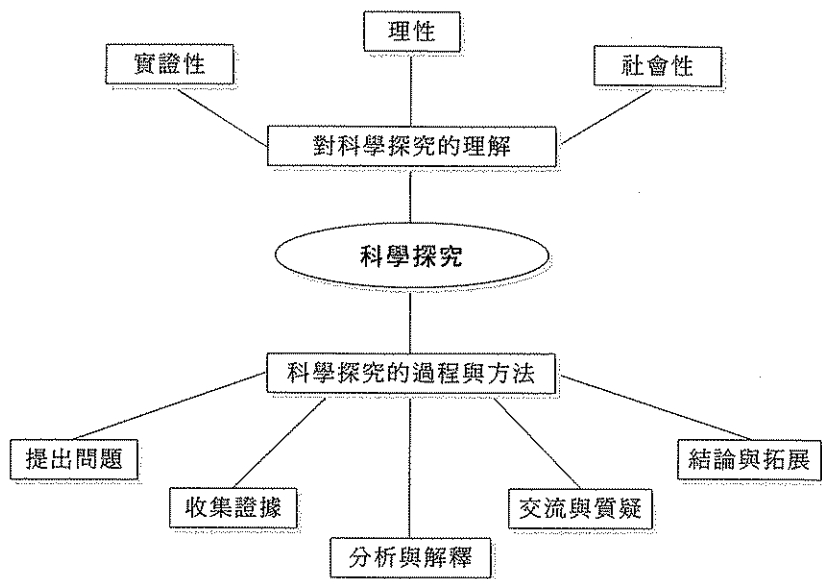 理性
實證性
社會性
對科學探究的理解
科學探究
科學探究的過程與方法
提出問題
結論與拓展
收集證據
交流與質疑
分析與解釋